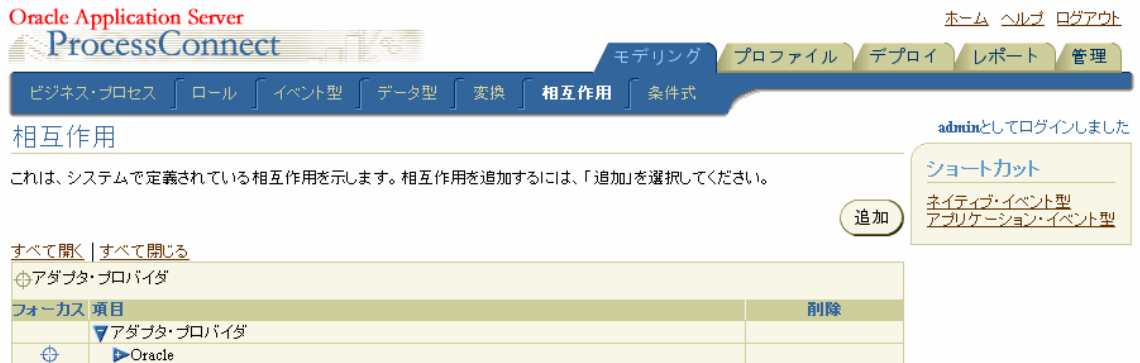 Oracle Application Server
ProcessConnect
ホーム ヘルプ ログアウト
モデリング プロファイル デプロイ レポート 管理
ビジネス・プロセス ロール イベント型 データ型 変換 相互作用 条件式
相互作用
adminとしてログインしました
これは、システムで定義されている相互作用を示します。相互作用を追加するには、「追加」を選択してください。
追加
ショートカット
ネイティブ・イベント型
アプリケーション・イベント型
すべて開く | すべて閉じる
アダプタ・プロバイダ
フォーカス 項目 削除
アダプタ・プロバイダ
Oracle